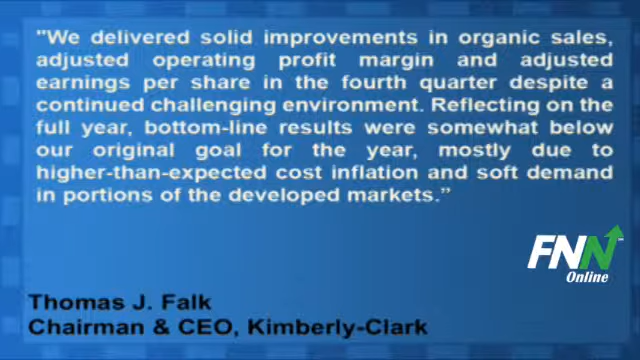 "We delivered solid improvements in organic sales,
adjusted operating profit margin and adjusted
earnings per share in the fourth quarter despite a
continued challenging environment. Reflecting on the
full year, bottom-line results were somewhat below
our original goal for the year, mostly due to
higher-than-expected cost inflation and soft demand
in portions of the developed markets.”
FNN
Online
Thomas J. Falk
Chairman & CEO, Kimberly-Clark